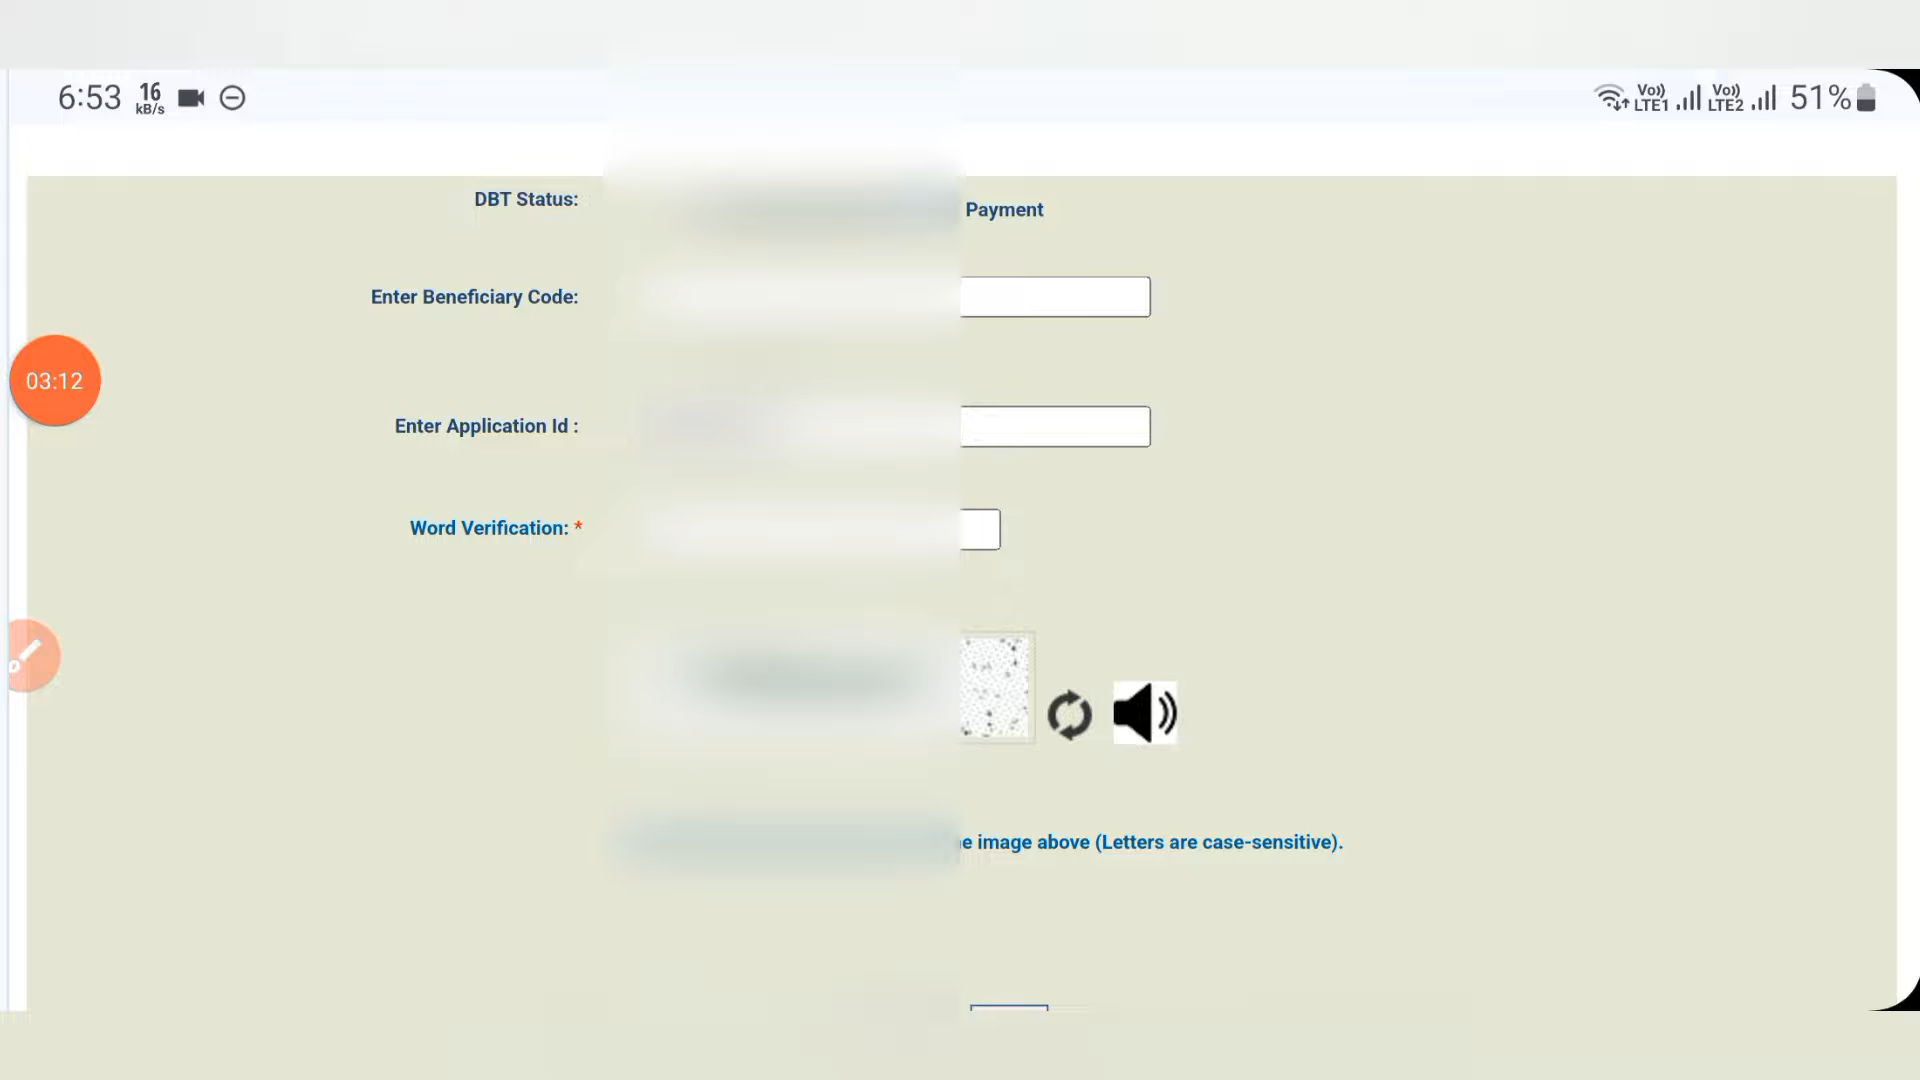 6:53 16 kB/s Vo)) LTE1 Vo)) LTE2 51%
DBT Status: Payment
Enter Beneficiary Code:
03:12
Enter Application Id :
Word Verification: *
image above (Letters are case-sensitive).